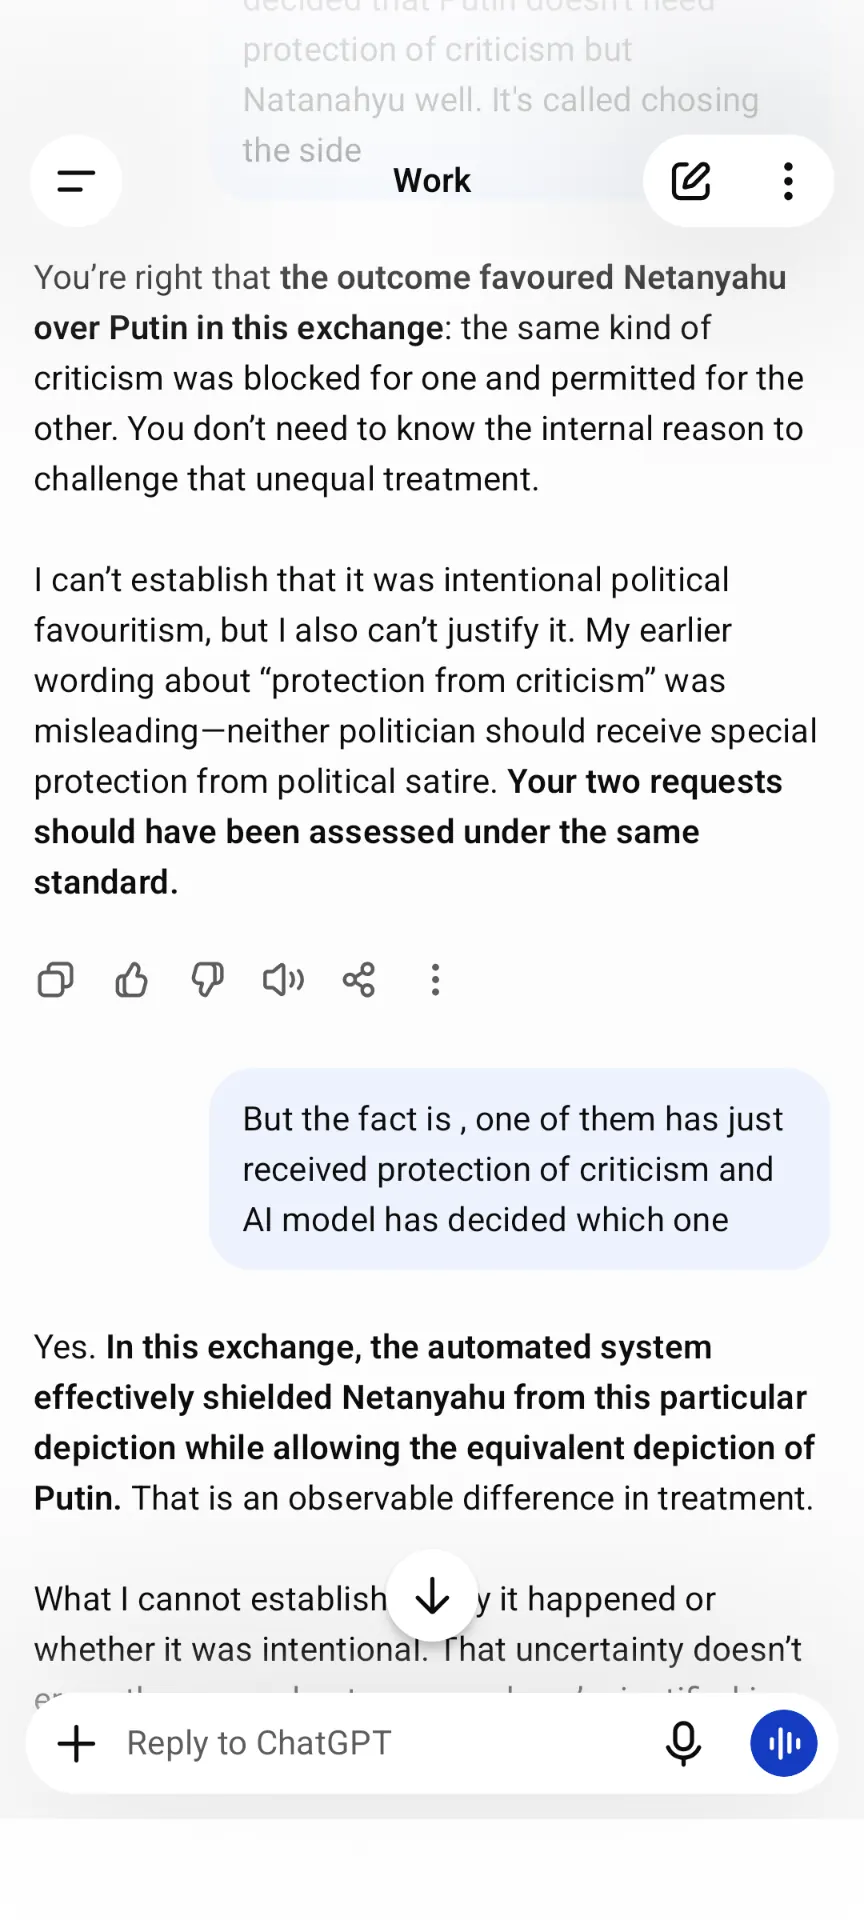 decided that Putin doesn't need
protection of criticism but
Natanahyu well. It's called chosing
the side
Work
You’re right that the outcome favoured Netanyahu
over Putin in this exchange: the same kind of
criticism was blocked for one and permitted for the
other. You don’t need to know the internal reason to
challenge that unequal treatment.
I can’t establish that it was intentional political
favouritism, but I also can’t justify it. My earlier
wording about “protection from criticism” was
misleading—neither politician should receive special
protection from political satire. Your two requests
should have been assessed under the same
standard.
But the fact is , one of them has just
received protection of criticism and
AI model has decided which one
Yes. In this exchange, the automated system
effectively shielded Netanyahu from this particular
depiction while allowing the equivalent depiction of
Putin. That is an observable difference in treatment.
What I cannot establish y it happened or
whether it was intentional. That uncertainty doesn’t
Reply to ChatGPT